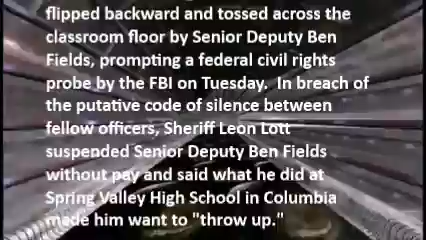 flipped backward and tossed across the
classroom floor by Senior Deputy Ben
Fields, prompting a federal civil rights
probe by the FBI on Tuesday.  In breach of
the putative code of silence between
fellow officers, Sheriff Leon Lott
suspended Senior Deputy Ben Fields
without pay and said what he did at
Spring Valley High School in Columbia
made him want to "throw up."